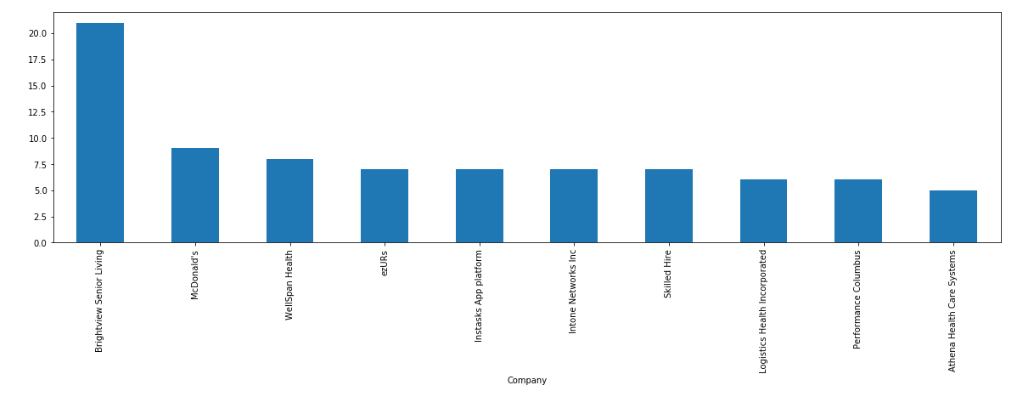 20.0
17.5
15.0
12.5
10.0
7.5
5.0
2.5
0.0
Brightview Senior Living
McDonald's
WellSpan Health
ezURs
Instasks App platform
Intone Networks Inc
Skilled Hire
Logistics Health Incorporated
Performance Columbus
Athena Health Care Systems
Company